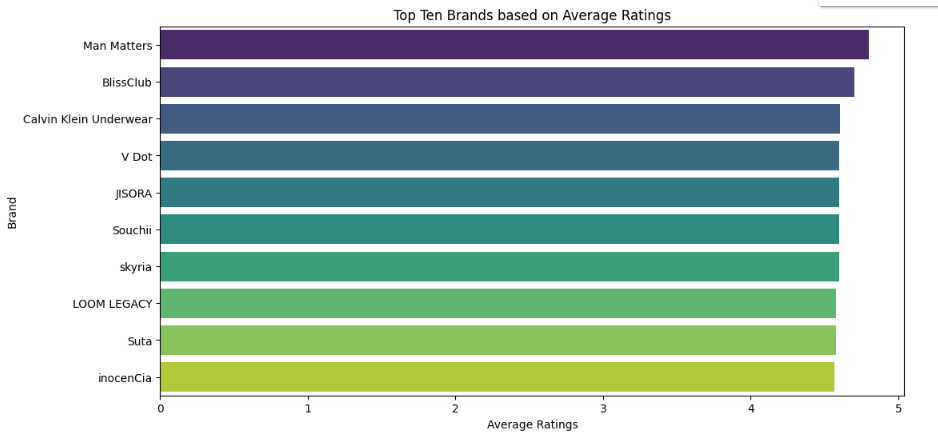 Top Ten Brands based on Average Ratings
Man Matters
BlissClub
Calvin Klein Underwear
V Dot
JISORA
Souchii
skyria
LOOM LEGACY
Suta
inocenCia
Brand
0 1 2 3 4 5
Average Ratings